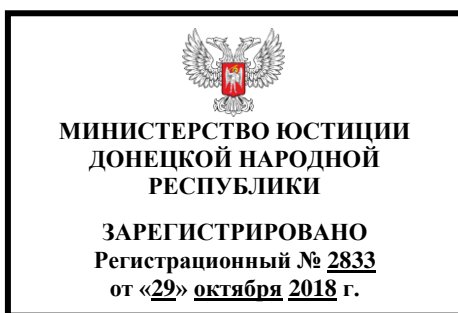 МИНИСТЕРСТВО ЮСТИЦИИ
ДОНЕЦКОЙ НАРОДНОЙ
РЕСПУБЛИКИ
ЗАРЕГИСТРИРОВАНО
Регистрационный № 2833
от «29» октября 2018 г.